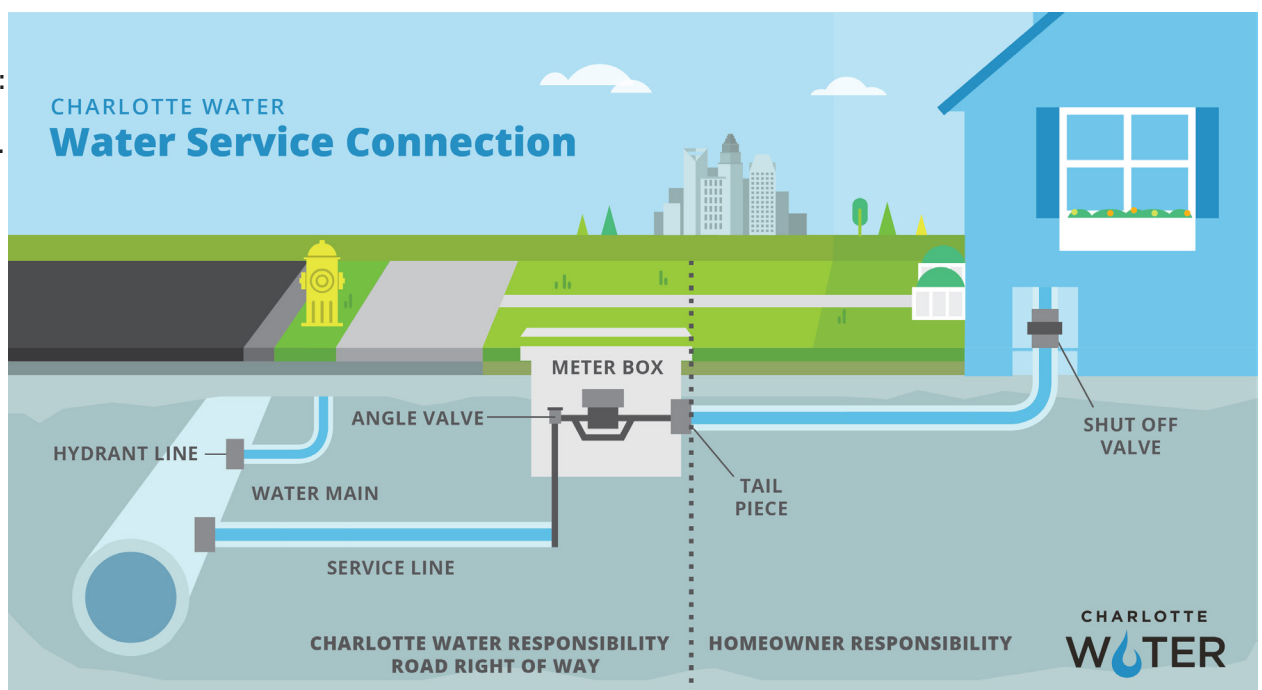 :
.
CHARLOTTE WATER
Water Service Connection
METER BOX
ANGLE VALVE
HYDRANT LINE
SHUT OFF
VALVE
WATER MAIN
TAIL
PIECE
SERVICE LINE
CHARLOTTE WATER RESPONSIBILITY
ROAD RIGHT OF WAY
HOMEOWNER RESPONSIBILITY
CHARLOTTE
WATER